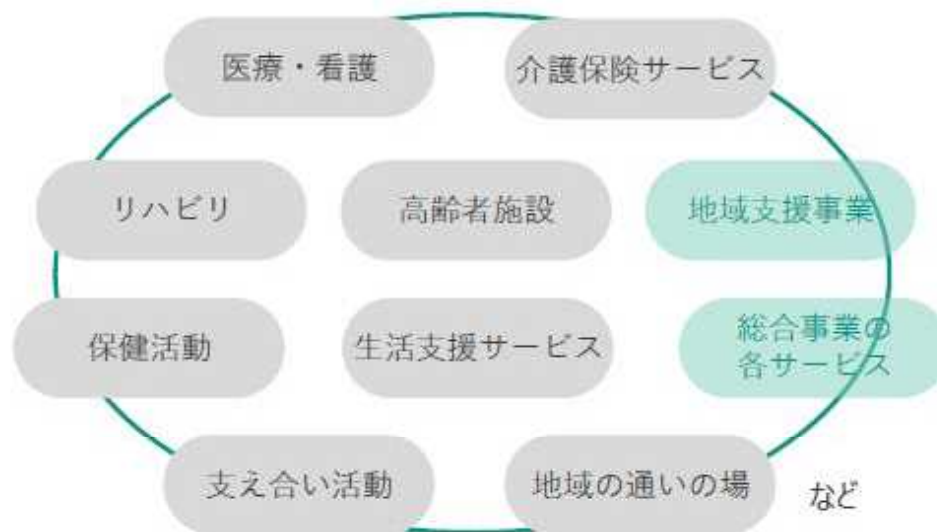 医療・看護
介護保険サービス
リハビリ
高齢者施設
地域支援事業
保健活動
生活支援サービス
総合事業の
各サービス
支え合い活動
地域の通いの場
など